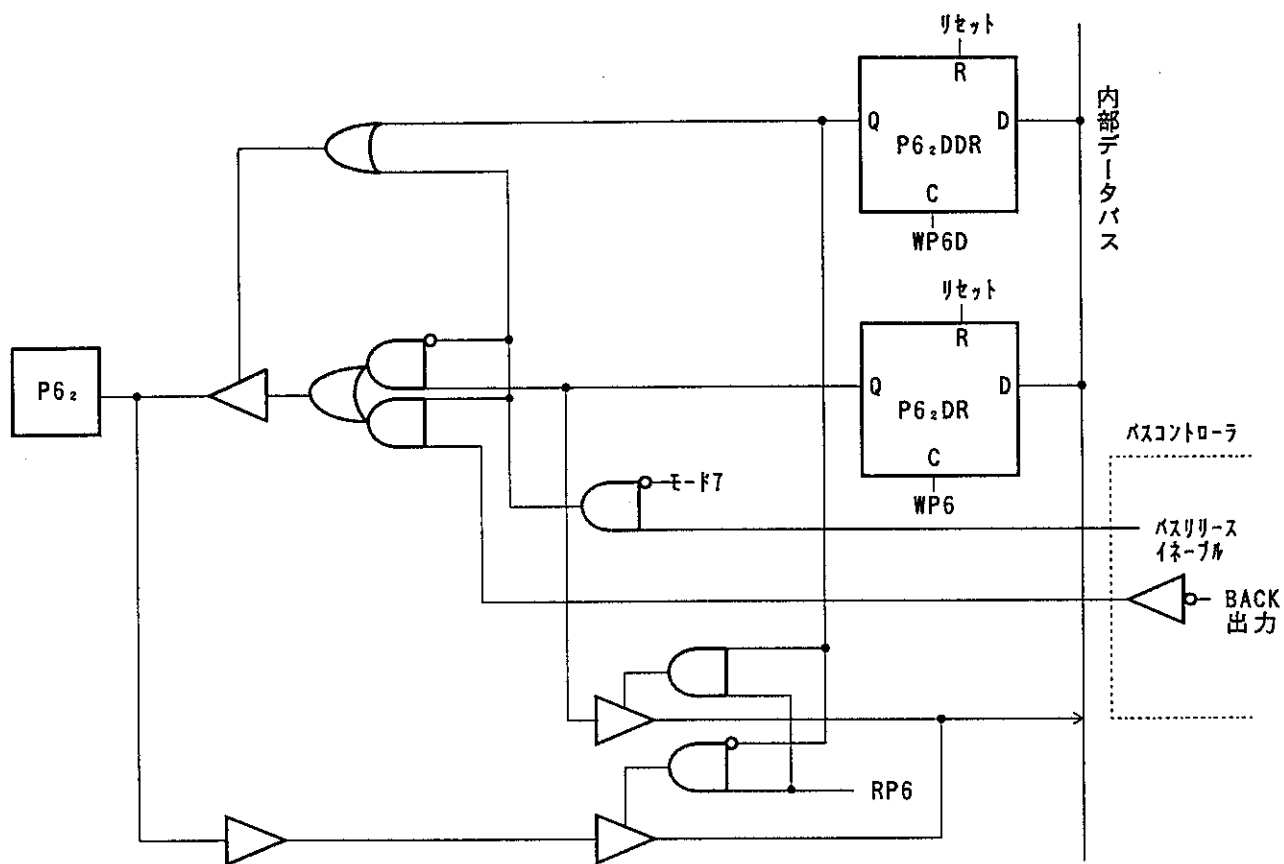 リセット
R
Q
D
P6₂DDR
C
WP6D
内部データバス
リセット
R
P6₂
Q
D
P6₂DR
C
WP6
バスコントローラ
モード7
バスリリース
イネーブル
BACK
出力
RP6